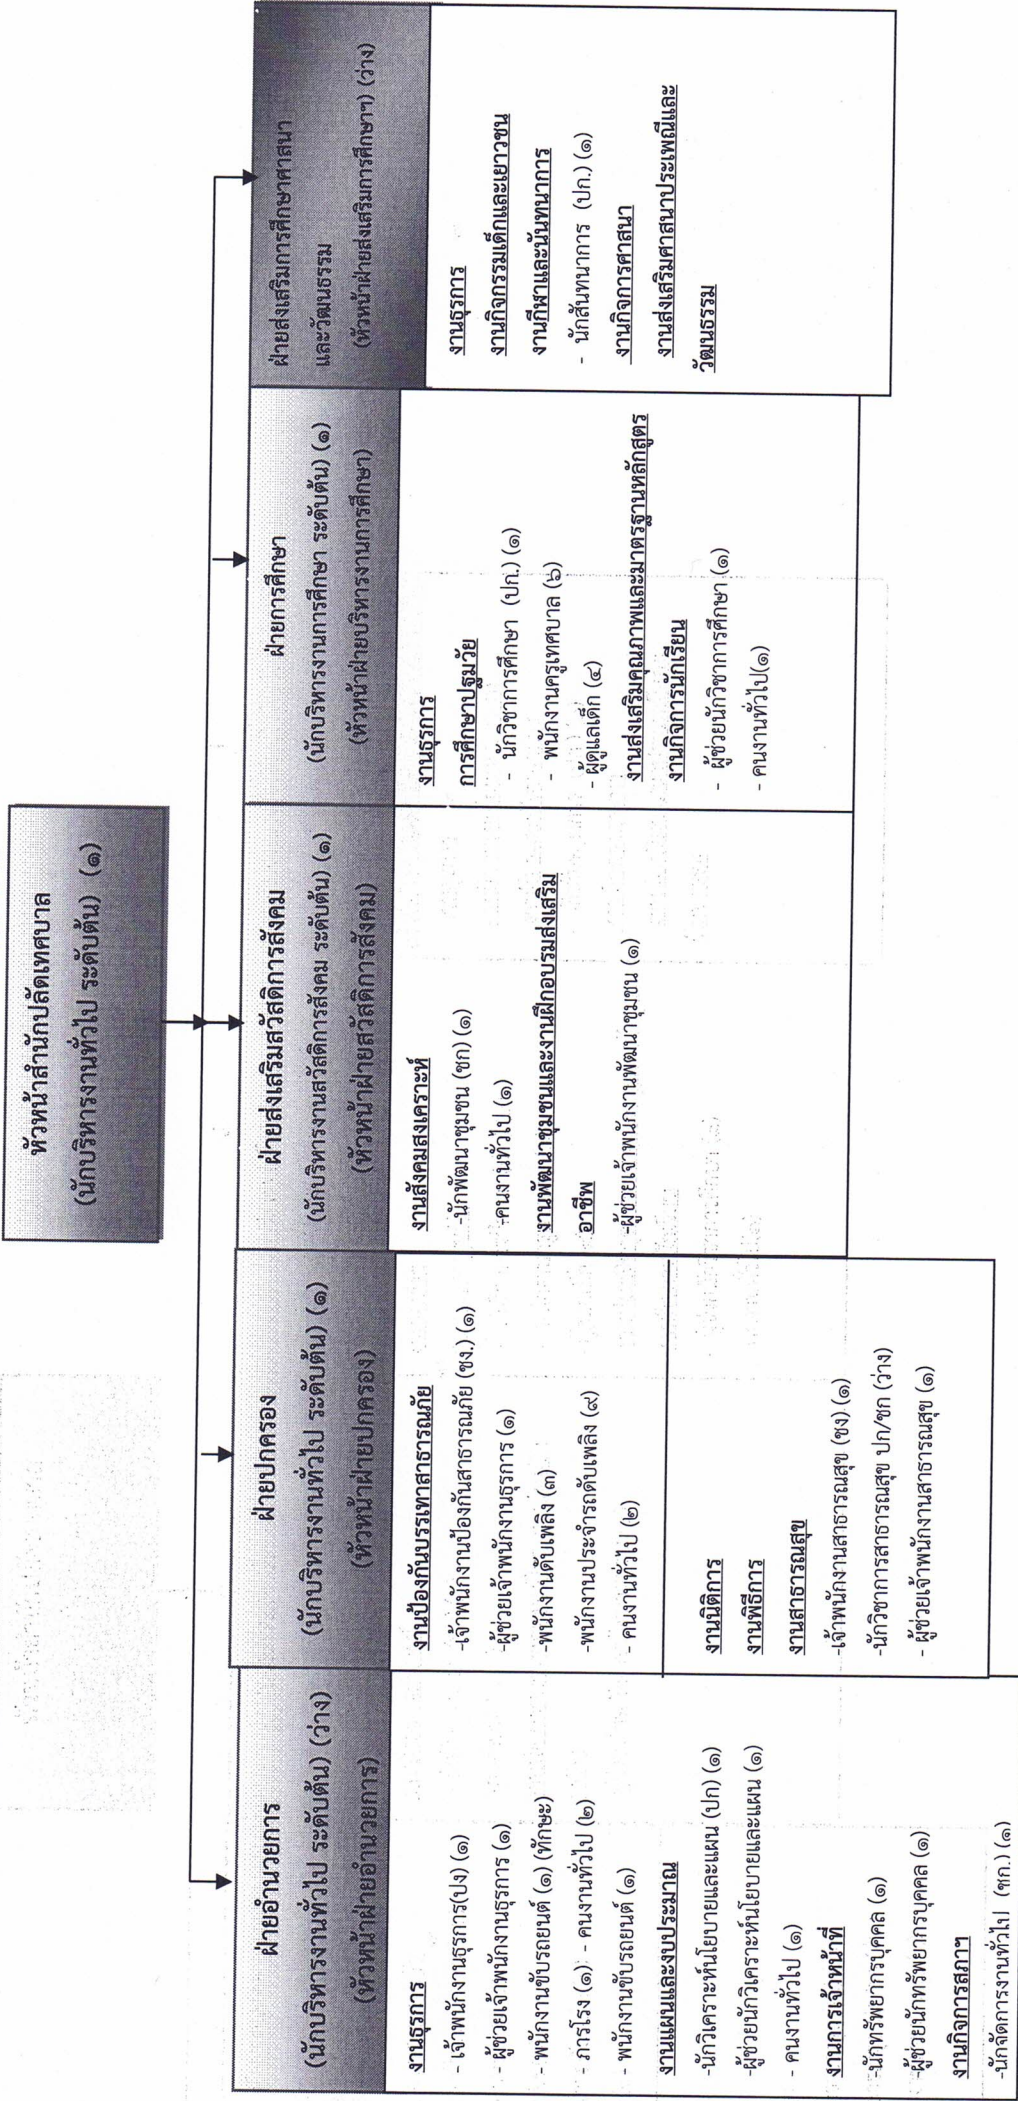 หัวหน้าสำนักปลัดเทศบาล
(นักบริหารงานทั่วไป ระดับต้น) (๑)
ฝ่ายอำนวยการ
(นักบริหารงานทั่วไป ระดับต้น) (ว่าง)
(หัวหน้าฝ่ายอำนวยการ)
งานธุรการ
- เจ้าพนักงานธุรการ(ปง) (๑)
- ผู้ช่วยเจ้าพนักงานธุรการ (๑)
- พนักงานขับรถยนต์ (๑) (ทักษะ)
- ภารโรง (๑) - คนงานทั่วไป (๒)
- พนักงานขับรถยนต์ (๑)
งานแผนและงบประมาณ
-นักวิเคราะห์นโยบายและแผน (ปก) (๑)
-ผู้ช่วยนักวิเคราะห์นโยบายและแผน (๑)
- คนงานทั่วไป (๑)
งานการเจ้าหน้าที่
-นักทรัพยากรบุคคล (๑)
-ผู้ช่วยนักทรัพยากรบุคคล (๑)
งานกิจการสภาฯ
-นักจัดการงานทั่วไป (ชก.) (๑)
ฝ่ายปกครอง
(นักบริหารงานทั่วไป ระดับต้น) (๑)
(หัวหน้าฝ่ายปกครอง)
งานป้องกันบรรเทาสาธารณภัย
-เจ้าพนักงานป้องกันสาธารณภัย (ชง.) (๑)
-ผู้ช่วยเจ้าพนักงานธุรการ (๑)
-พนักงานดับเพลิง (๓)
-พนักงานประจำรถดับเพลิง (๙)
- คนงานทั่วไป (๒)
งานนิติการ
งานพิธีการ
งานสาธารณสุข
-เจ้าพนักงานสาธารณสุข (ชง) (๑)
-นักวิชาการสาธารณสุข ปก/ชก (ว่าง)
- ผู้ช่วยเจ้าพนักงานสาธารณสุข (๑)
ฝ่ายส่งเสริมสวัสดิการสังคม
(นักบริหารงานสวัสดิการสังคม ระดับต้น) (๑)
(หัวหน้าฝ่ายสวัสดิการสังคม)
งานสังคมสงเคราะห์
-นักพัฒนาชุมชน (ชก) (๑)
-คนงานทั่วไป (๑)
งานพัฒนาชุมชนและงานฝึกอบรมส่งเสริม
อาชีพ
-ผู้ช่วยเจ้าพนักงานพัฒนาชุมชน (๑)
ฝ่ายการศึกษา
(นักบริหารงานการศึกษา ระดับต้น) (๑)
(หัวหน้าฝ่ายบริหารงานการศึกษา)
งานธุรการ
การศึกษาปฐมวัย
- นักวิชาการศึกษา (ปก.) (๑)
- พนักงานครูเทศบาล (๖)
- ผู้ดูแลเด็ก (๔)
งานส่งเสริมคุณภาพและมาตรฐานหลักสูตร
งานกิจการนักเรียน
- ผู้ช่วยนักวิชาการศึกษา (๑)
- คนงานทั่วไป(๑)
ฝ่ายส่งเสริมการศึกษาศาสนา
และวัฒนธรรม
(หัวหน้าฝ่ายส่งเสริมการศึกษาฯ) (ว่าง)
งานธุรการ
งานกิจกรรมเด็กและเยาวชน
งานกีฬาและนันทนาการ
- นักสันทนาการ (ปก.) (๑)
งานกิจการศาสนา
งานส่งเสริมศาสนาประเพณีและ
วัฒนธรรม